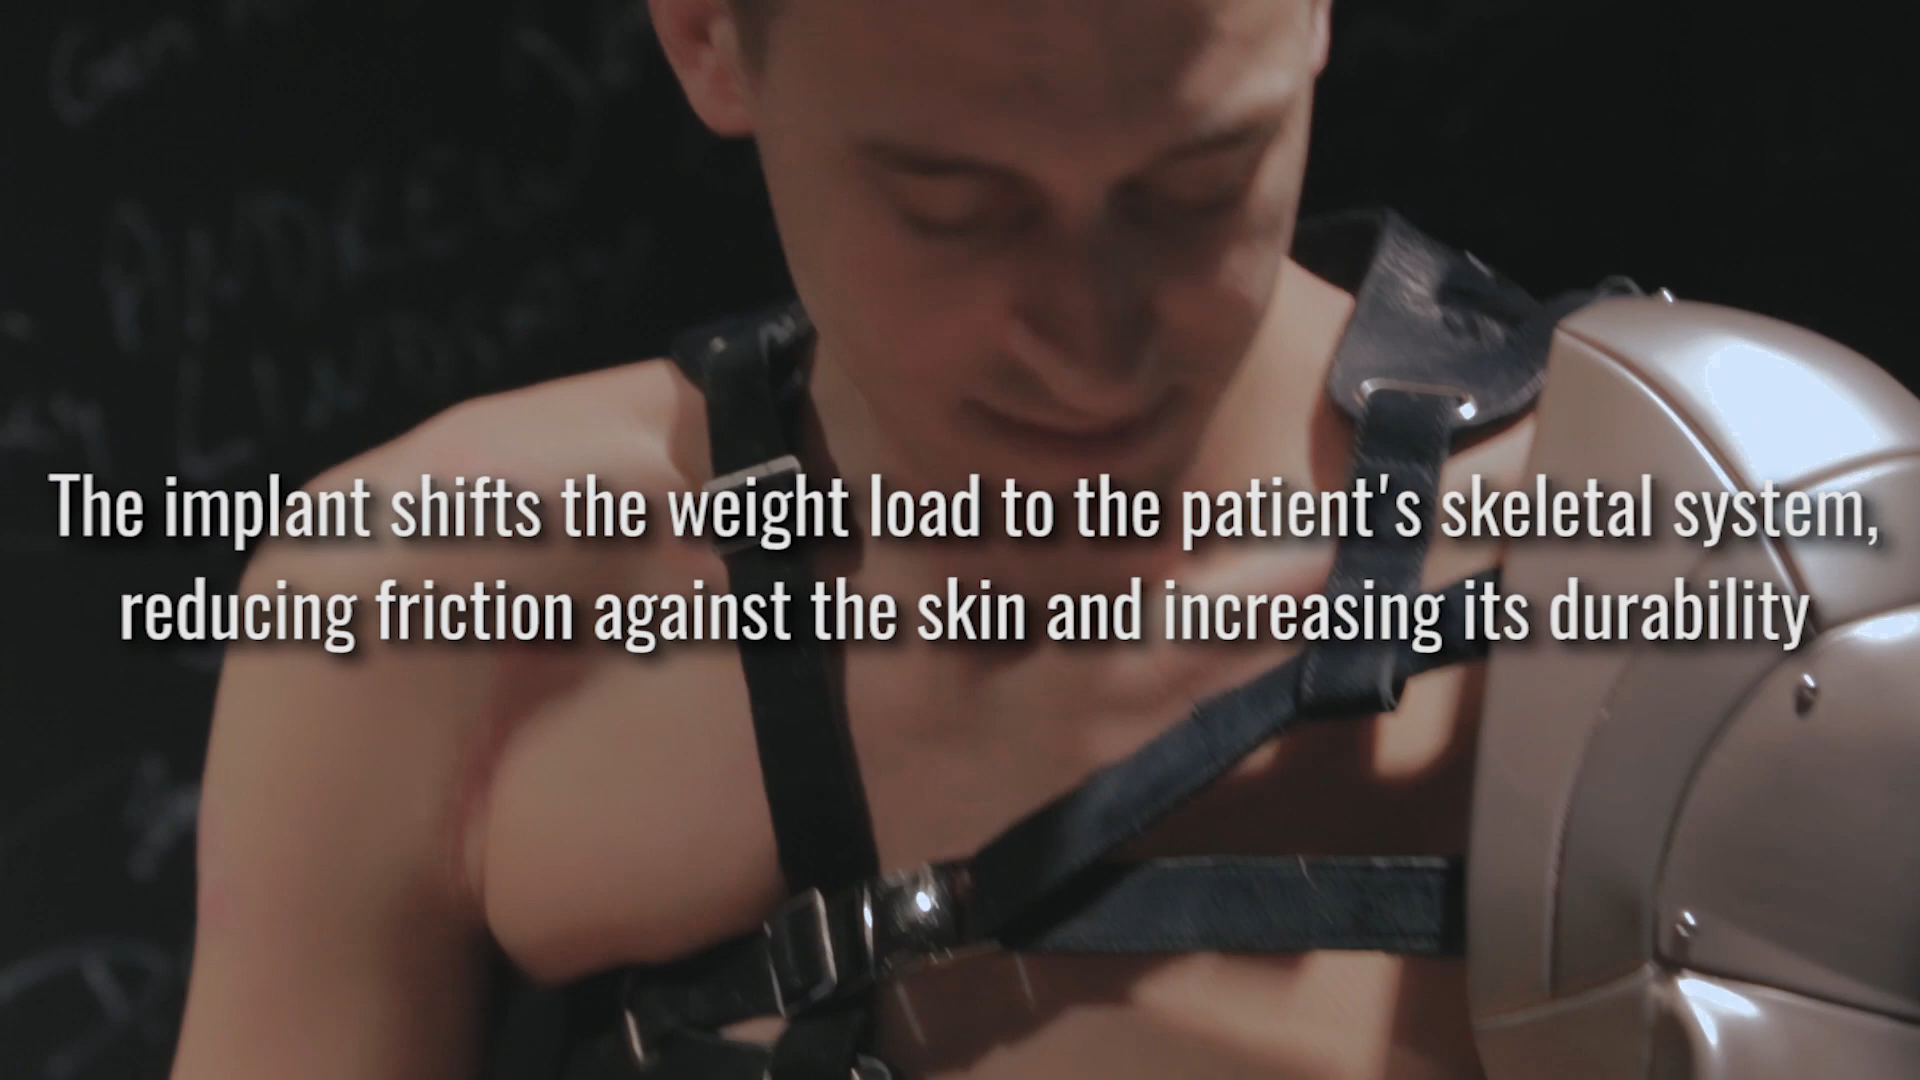 ANDREW
The implant shifts the weight load to the patient's skeletal system,
reducing friction against the skin and increasing its durability